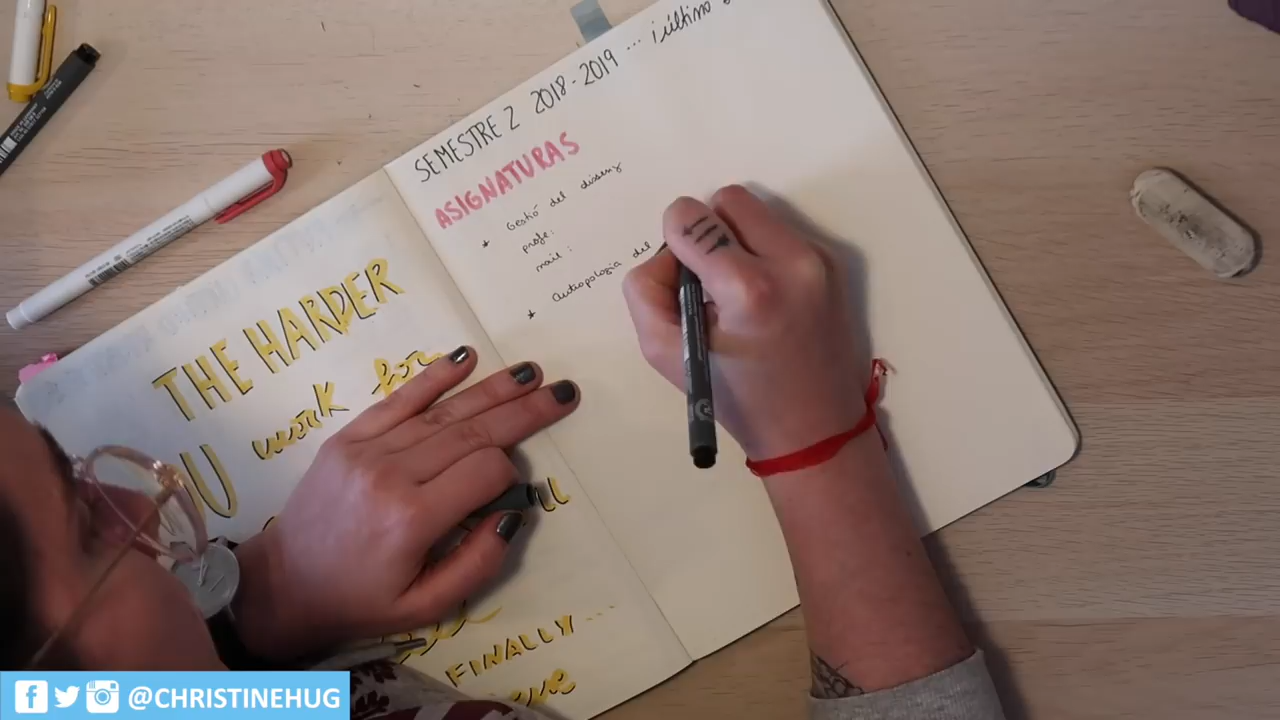 SEMESTRE 2 2018-2019 ... ¡último
ASIGNATURAS
* Gestió del disseny
profe:
mail:
* Antropologia del
THE HARDER
U work for
FINALLY...
@CHRISTINEHUG